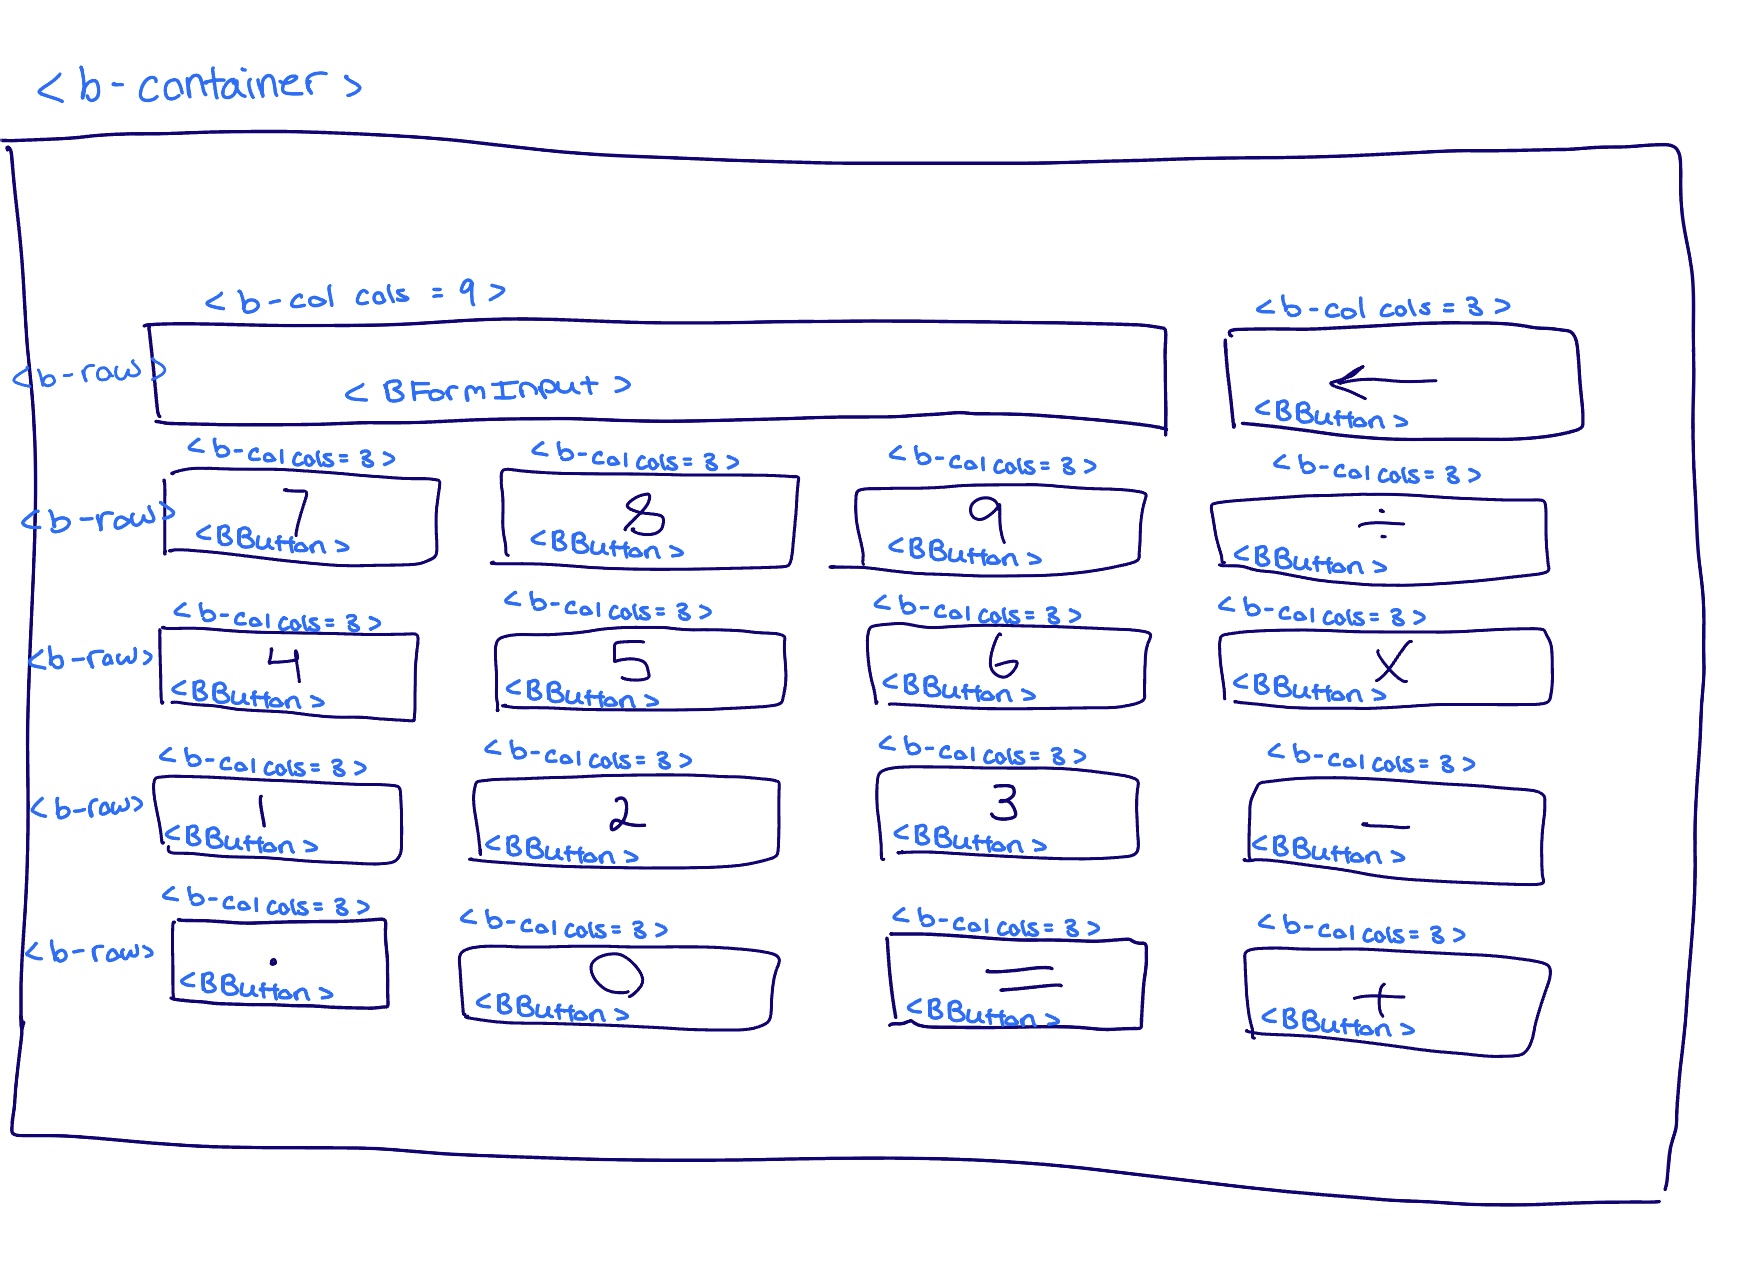 <b-container>
<b-col cols = 9> <b-col cols = 3>
<b-row> <BFormInput> ←
<BButton>
<b-col cols = 3> <b-col cols = 3> <b-col cols = 3> <b-col cols = 3>
<b-row> 7 8 9 ÷
<BButton> <BButton> <BButton> <BButton>
<b-col cols = 3> <b-col cols = 3> <b-col cols = 3> <b-col cols = 3>
<b-row> 4 5 6 X
<BButton> <BButton> <BButton> <BButton>
<b-col cols = 3> <b-col cols = 3> <b-col cols = 3> <b-col cols = 3>
<b-row> 1 2 3 –
<BButton> <BButton> <BButton> <BButton>
<b-col cols = 3> <b-col cols = 3> <b-col cols = 3> <b-col cols = 3>
<b-row> . 0 = +
<BButton> <BButton> <BButton> <BButton>